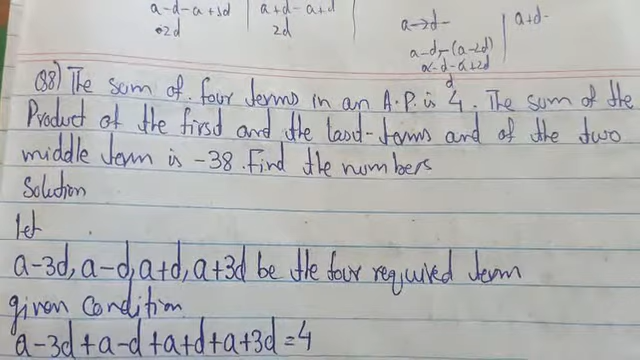 a-d-a+3d | a+d-a+d
2d | 2d
a-2d- | a+d-
a-d-(a-2d)
a-d-a+2d
d
Q8) The sum of four terms in an A.P. is 4. The sum of the
Product of the first and the last-terms and of the two
middle term is -38. Find the numbers
Solution
let
a-3d, a-d, a+d, a+3d be the four required term
given condition
a-3d+a-d+a+d+a+3d=4